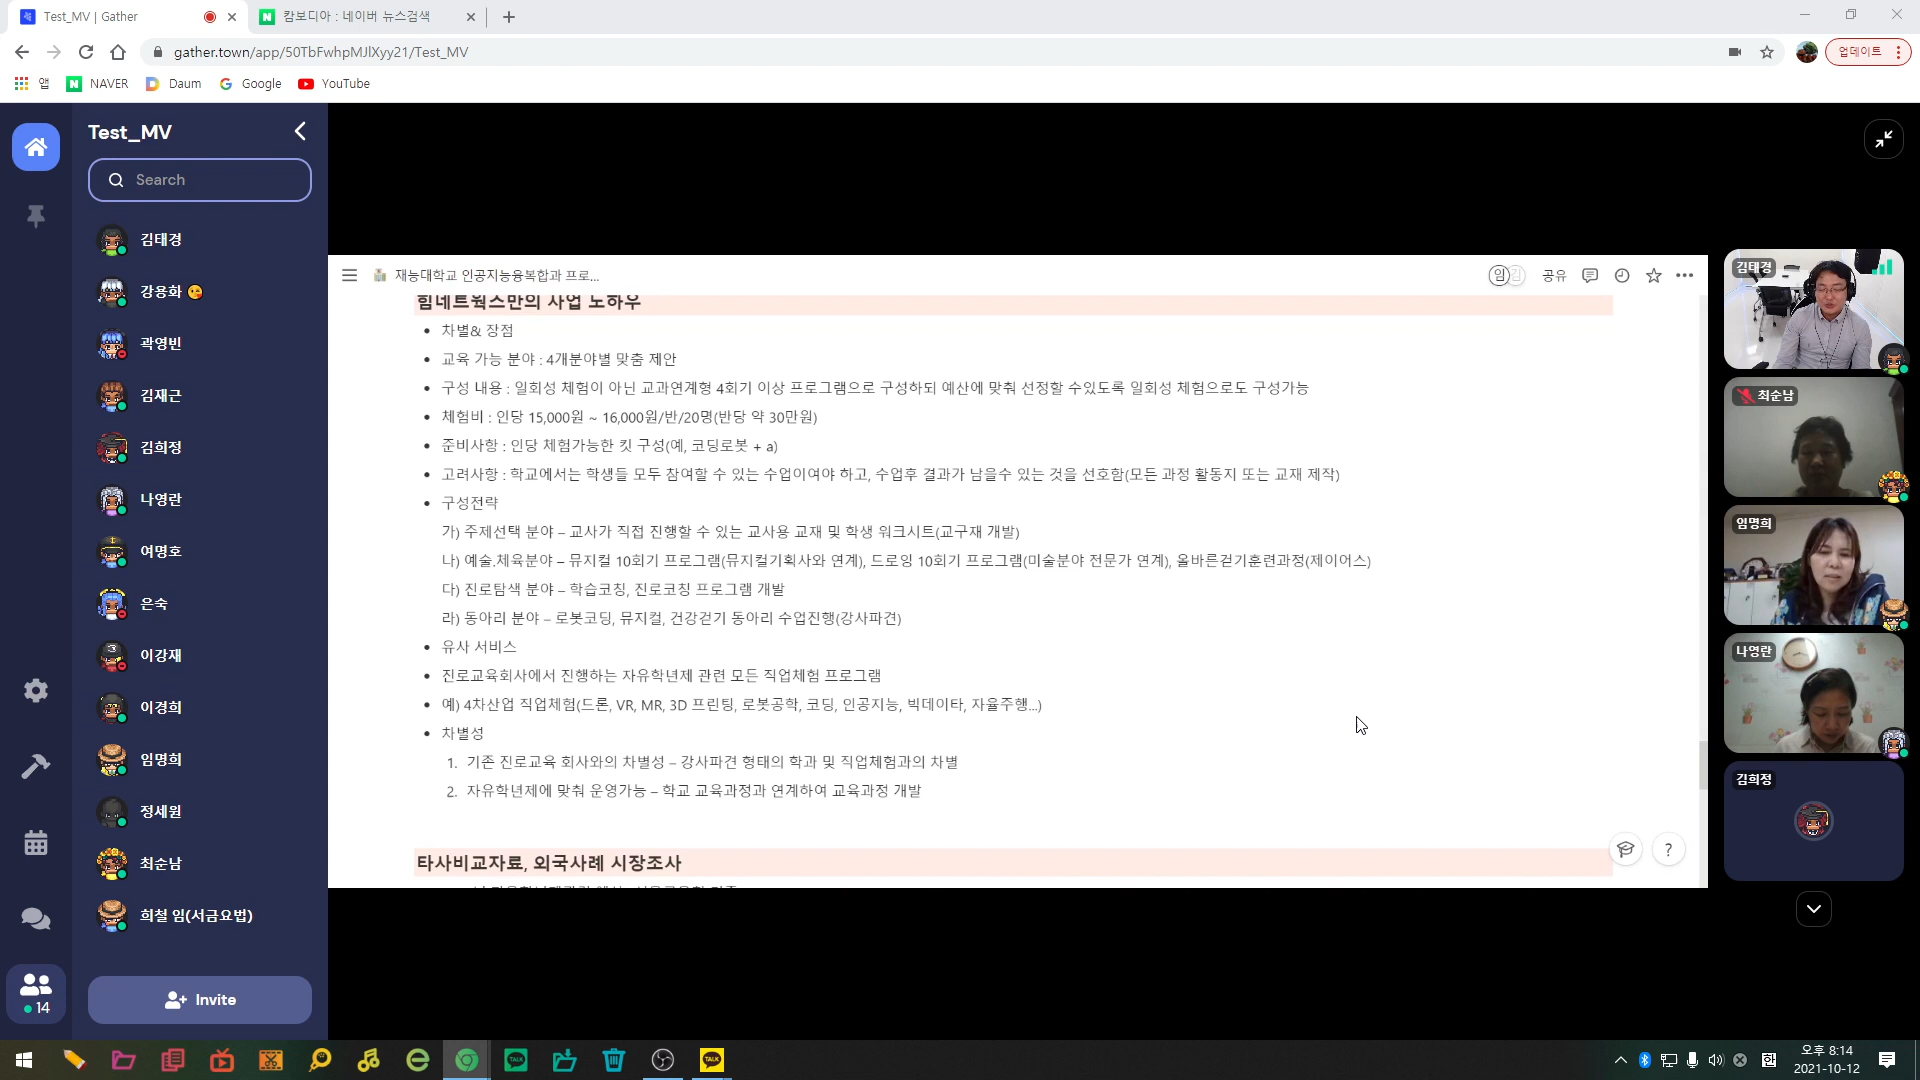 Test_MV | Gather
캄보디아 : 네이버 뉴스검색
gather.town/app/50TbFwhpMJlXyy21/Test_MV
업데이트
앱
NAVER
Daum
Google
YouTube
Test_MV
Search
김태경
강용화
곽영빈
김재근
김희정
나영란
여명호
은숙
이강재
이경희
임명희
정세원
최순남
희철 임(서금요법)
14
Invite
재능대학교 인공지능융복합과 프로...
임
김
공유
힘네트웍스만의 사업 노하우
차별& 장점
교육 가능 분야 : 4개분야별 맞춤 제안
구성 내용 : 일회성 체험이 아닌 교과연계형 4회기 이상 프로그램으로 구성하되 예산에 맞춰 선정할 수있도록 일회성 체험으로도 구성가능
체험비 : 인당 15,000원 ~ 16,000원/반/20명(반당 약 30만원)
준비사항 : 인당 체험가능한 킷 구성(예, 코딩로봇 + a)
고려사항 : 학교에서는 학생들 모두 참여할 수 있는 수업이여야 하고, 수업후 결과가 남을수 있는 것을 선호함(모든 과정 활동지 또는 교재 제작)
구성전략
가) 주제선택 분야 – 교사가 직접 진행할 수 있는 교사용 교재 및 학생 워크시트(교구재 개발)
나) 예술.체육분야 – 뮤지컬 10회기 프로그램(뮤지컬기획사와 연계), 드로잉 10회기 프로그램(미술분야 전문가 연계), 올바른걷기훈련과정(제이어스)
다) 진로탐색 분야 – 학습코칭, 진로코칭 프로그램 개발
라) 동아리 분야 – 로봇코딩, 뮤지컬, 건강걷기 동아리 수업진행(강사파견)
유사 서비스
진로교육회사에서 진행하는 자유학년제 관련 모든 직업체험 프로그램
예) 4차산업 직업체험(드론, VR, MR, 3D 프린팅, 로봇공학, 코딩, 인공지능, 빅데이타, 자율주행...)
차별성
1. 기존 진로교육 회사와의 차별성 – 강사파견 형태의 학과 및 직업체험과의 차별
2. 자유학년제에 맞춰 운영가능 – 학교 교육과정과 연계하여 교육과정 개발
타사비교자료, 외국사례 시장조사
?
김태경
최순남
임명희
나영란
김희정
TALK
TALK
한
오후 8:14
2021-10-12